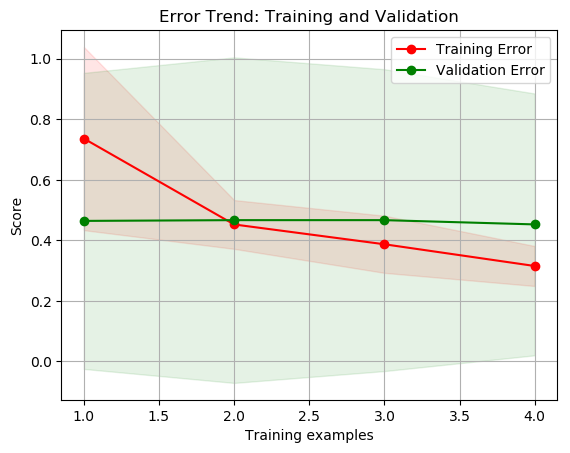 Error Trend: Training and Validation
Training Error
Validation Error
Score
1.0
0.8
0.6
0.4
0.2
0.0
1.0 1.5 2.0 2.5 3.0 3.5 4.0
Training examples